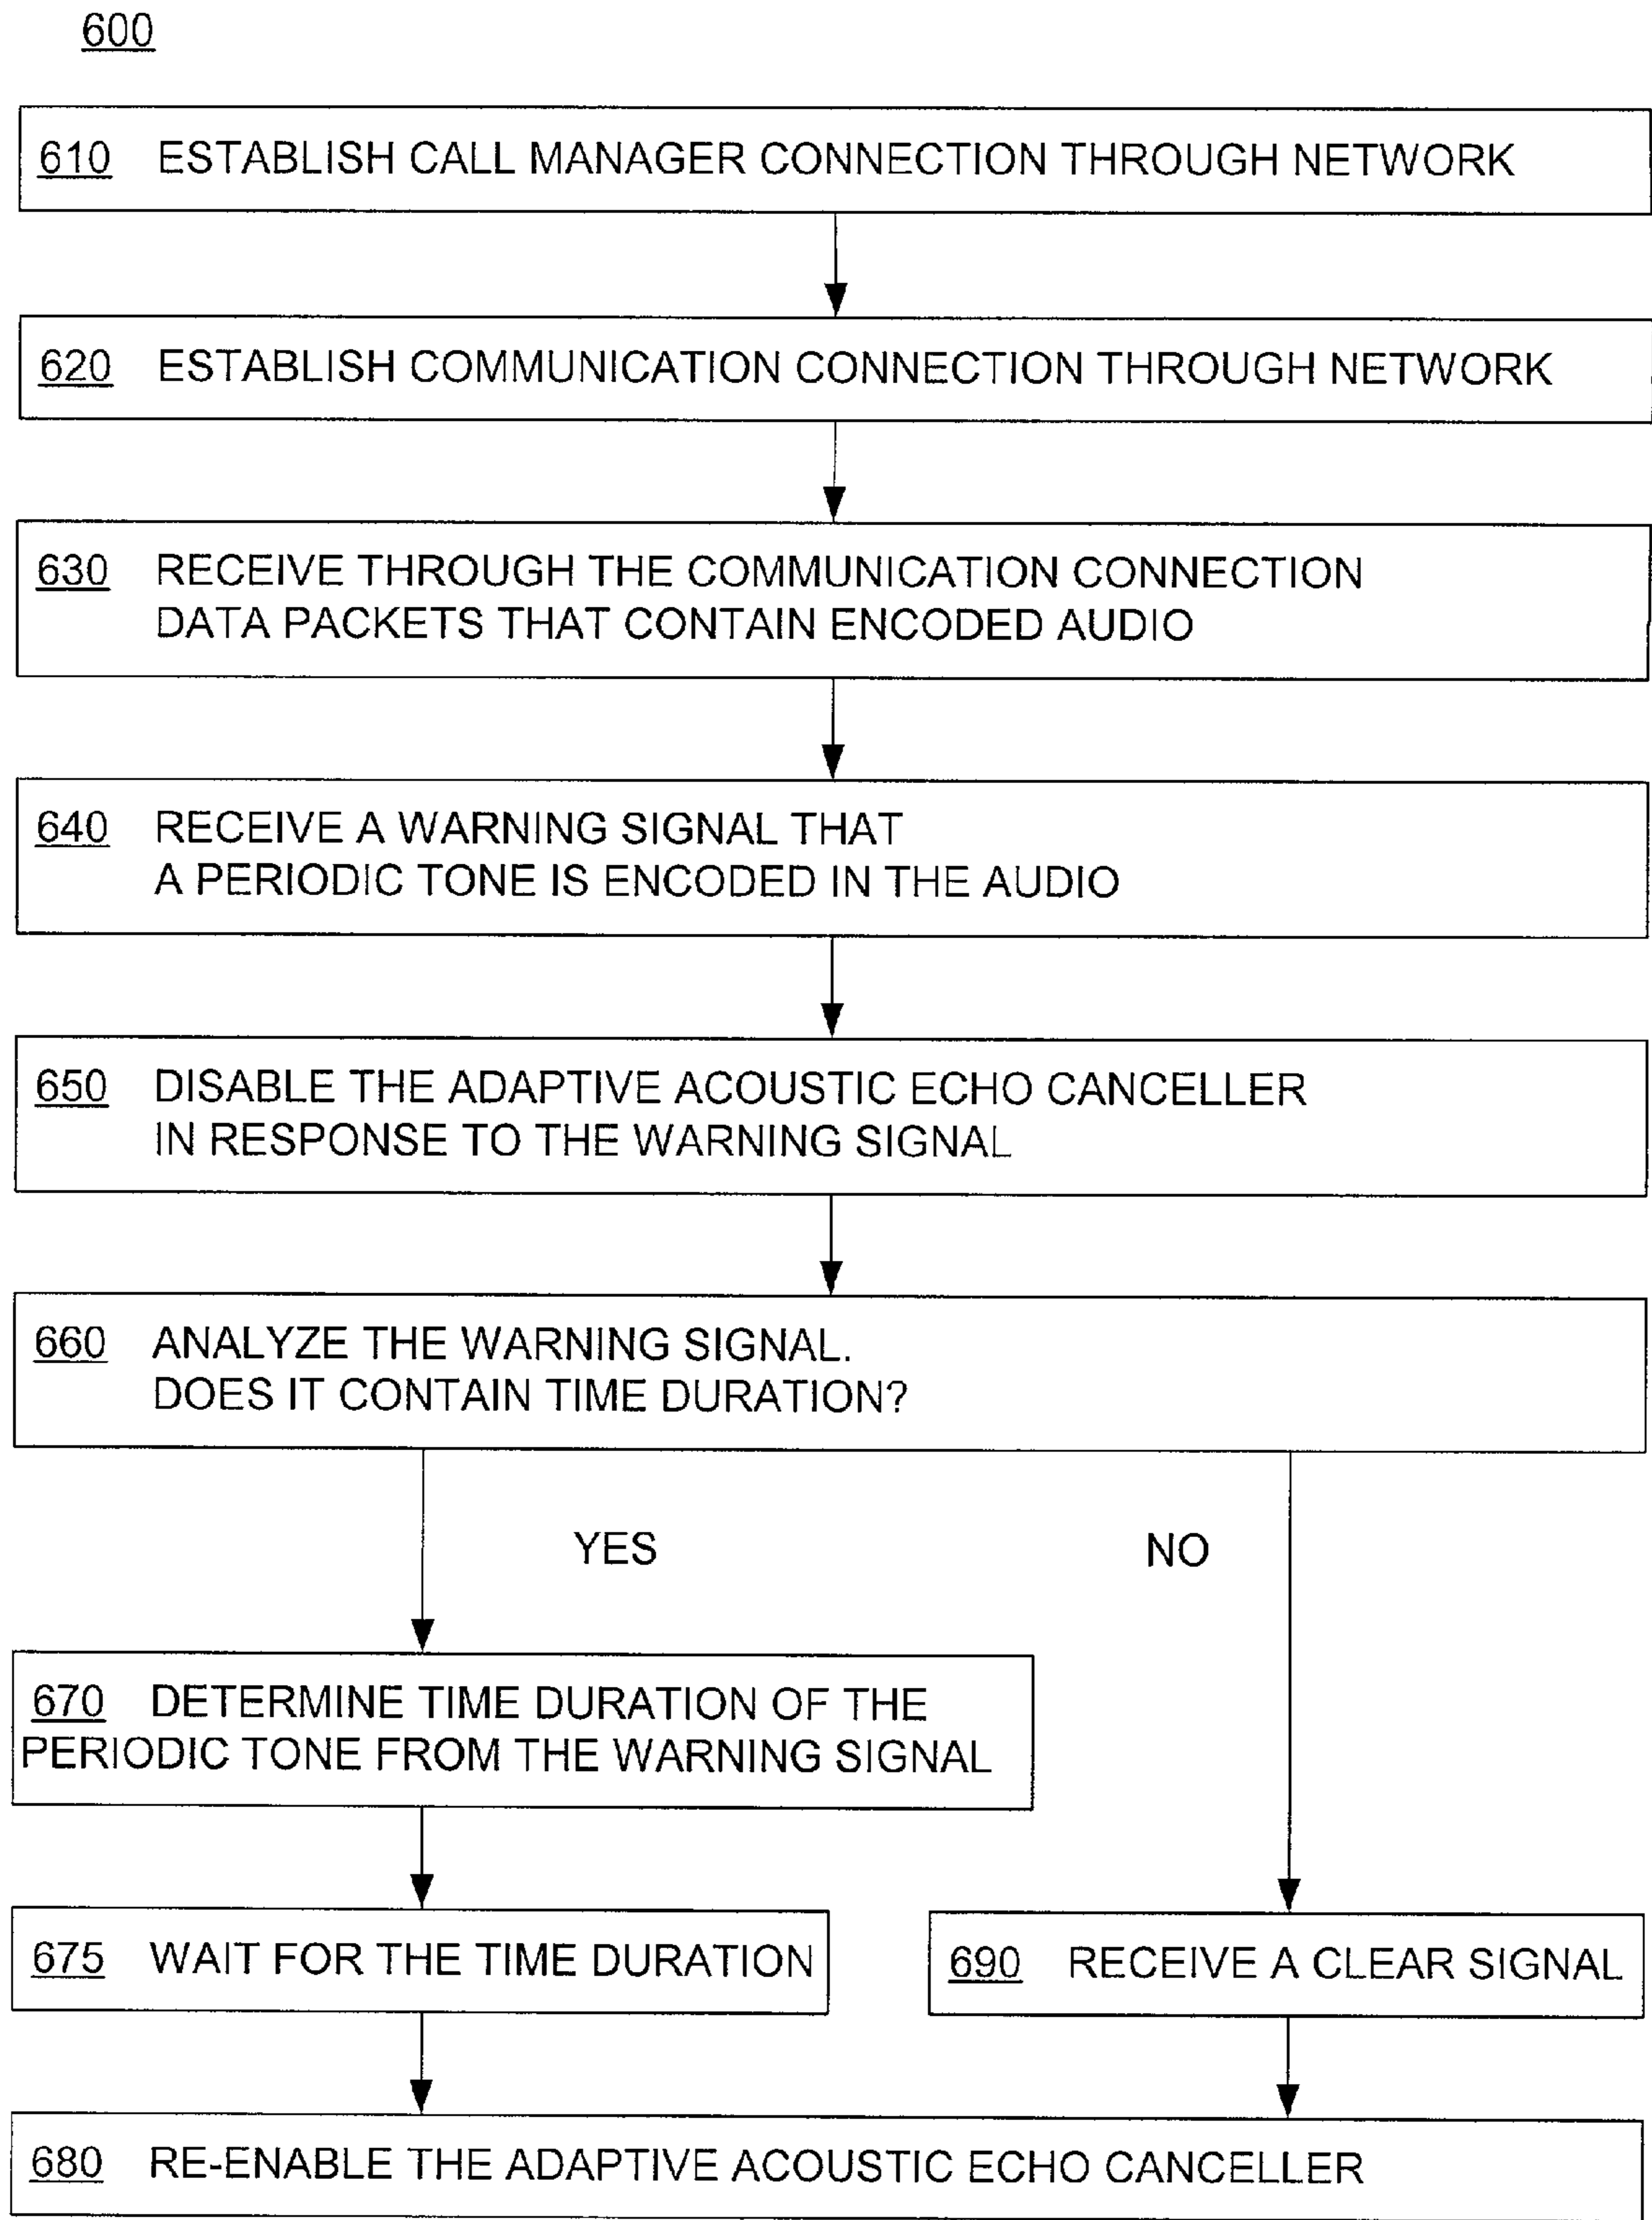 600
610 ESTABLISH CALL MANAGER CONNECTION THROUGH NETWORK
620 ESTABLISH COMMUNICATION CONNECTION THROUGH NETWORK
630 RECEIVE THROUGH THE COMMUNICATION CONNECTION
DATA PACKETS THAT CONTAIN ENCODED AUDIO
640 RECEIVE A WARNING SIGNAL THAT
A PERIODIC TONE IS ENCODED IN THE AUDIO
650 DISABLE THE ADAPTIVE ACOUSTIC ECHO CANCELLER
IN RESPONSE TO THE WARNING SIGNAL
660 ANALYZE THE WARNING SIGNAL.
DOES IT CONTAIN TIME DURATION?
YES NO
670 DETERMINE TIME DURATION OF THE
PERIODIC TONE FROM THE WARNING SIGNAL
675 WAIT FOR THE TIME DURATION
690 RECEIVE A CLEAR SIGNAL
680 RE-ENABLE THE ADAPTIVE ACOUSTIC ECHO CANCELLER